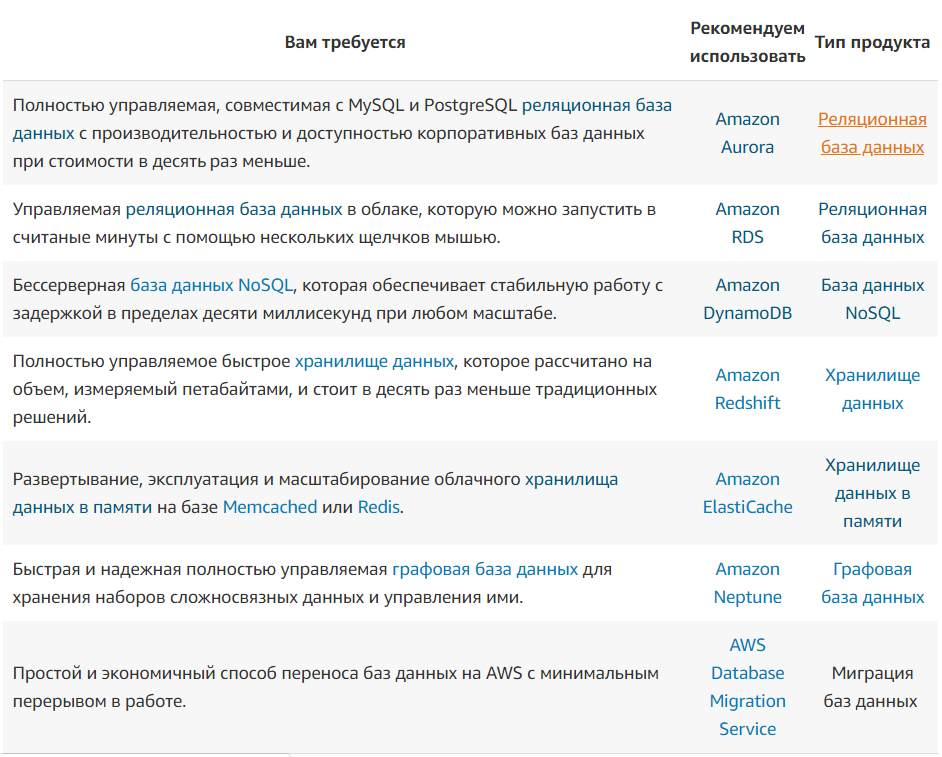 Вам требуется
Рекомендуем
использовать
Тип продукта
Полностью управляемая, совместимая с MySQL и PostgreSQL реляционная база
данных с производительностью и доступностью корпоративных баз данных
при стоимости в десять раз меньше.
Amazon
Aurora
Реляционная
база данных
Управляемая реляционная база данных в облаке, которую можно запустить в
считаные минуты с помощью нескольких щелчков мышью.
Amazon
RDS
Реляционная
база данных
Бессерверная база данных NoSQL, которая обеспечивает стабильную работу с
задержкой в пределах десяти миллисекунд при любом масштабе.
Amazon
DynamoDB
База данных
NoSQL
Полностью управляемое быстрое хранилище данных, которое рассчитано на
объем, измеряемый петабайтами, и стоит в десять раз меньше традиционных
решений.
Amazon
Redshift
Хранилище
данных
Развертывание, эксплуатация и масштабирование облачного хранилища
данных в памяти на базе Memcached или Redis.
Amazon
ElastiCache
Хранилище
данных в
памяти
Быстрая и надежная полностью управляемая графовая база данных для
хранения наборов сложносвязных данных и управления ими.
Amazon
Neptune
Графовая
база данных
Простой и экономичный способ переноса баз данных на AWS с минимальным
перерывом в работе.
AWS
Database
Migration
Service
Миграция
баз данных